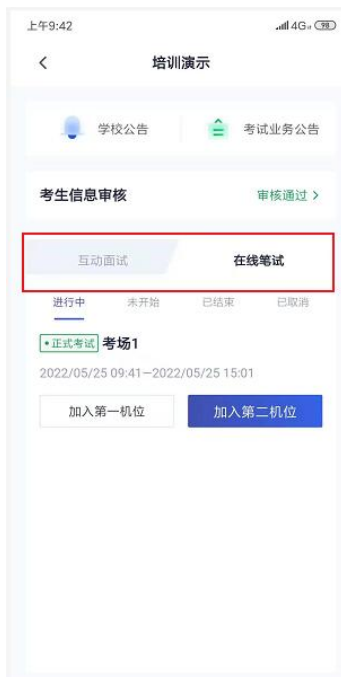 上午9:42 4G 98
培训演示
学校公告 考试业务公告
考生信息审核 审核通过 >
互动面试 在线笔试
进行中 未开始 已结束 已取消
•正式考试 考场1
2022/05/25 09:41—2022/05/25 15:01
加入第一机位 加入第二机位